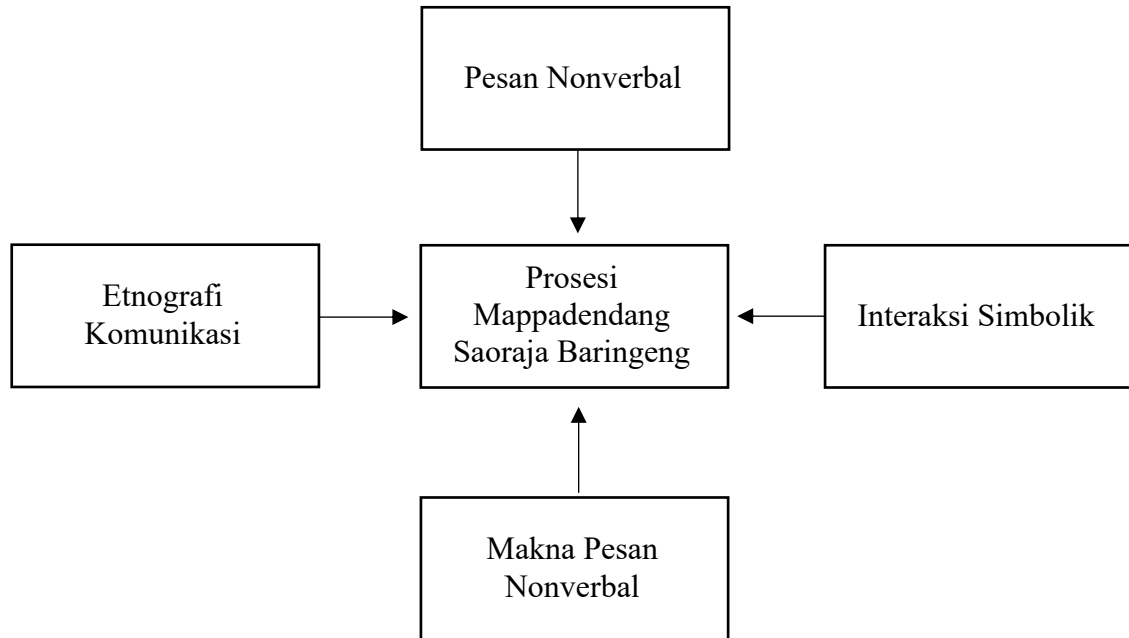 Pesan Nonverbal
Etnografi
Komunikasi
Prosesi
Mappadendang
Saoraja Baringeng
Interaksi Simbolik
Makna Pesan
Nonverbal